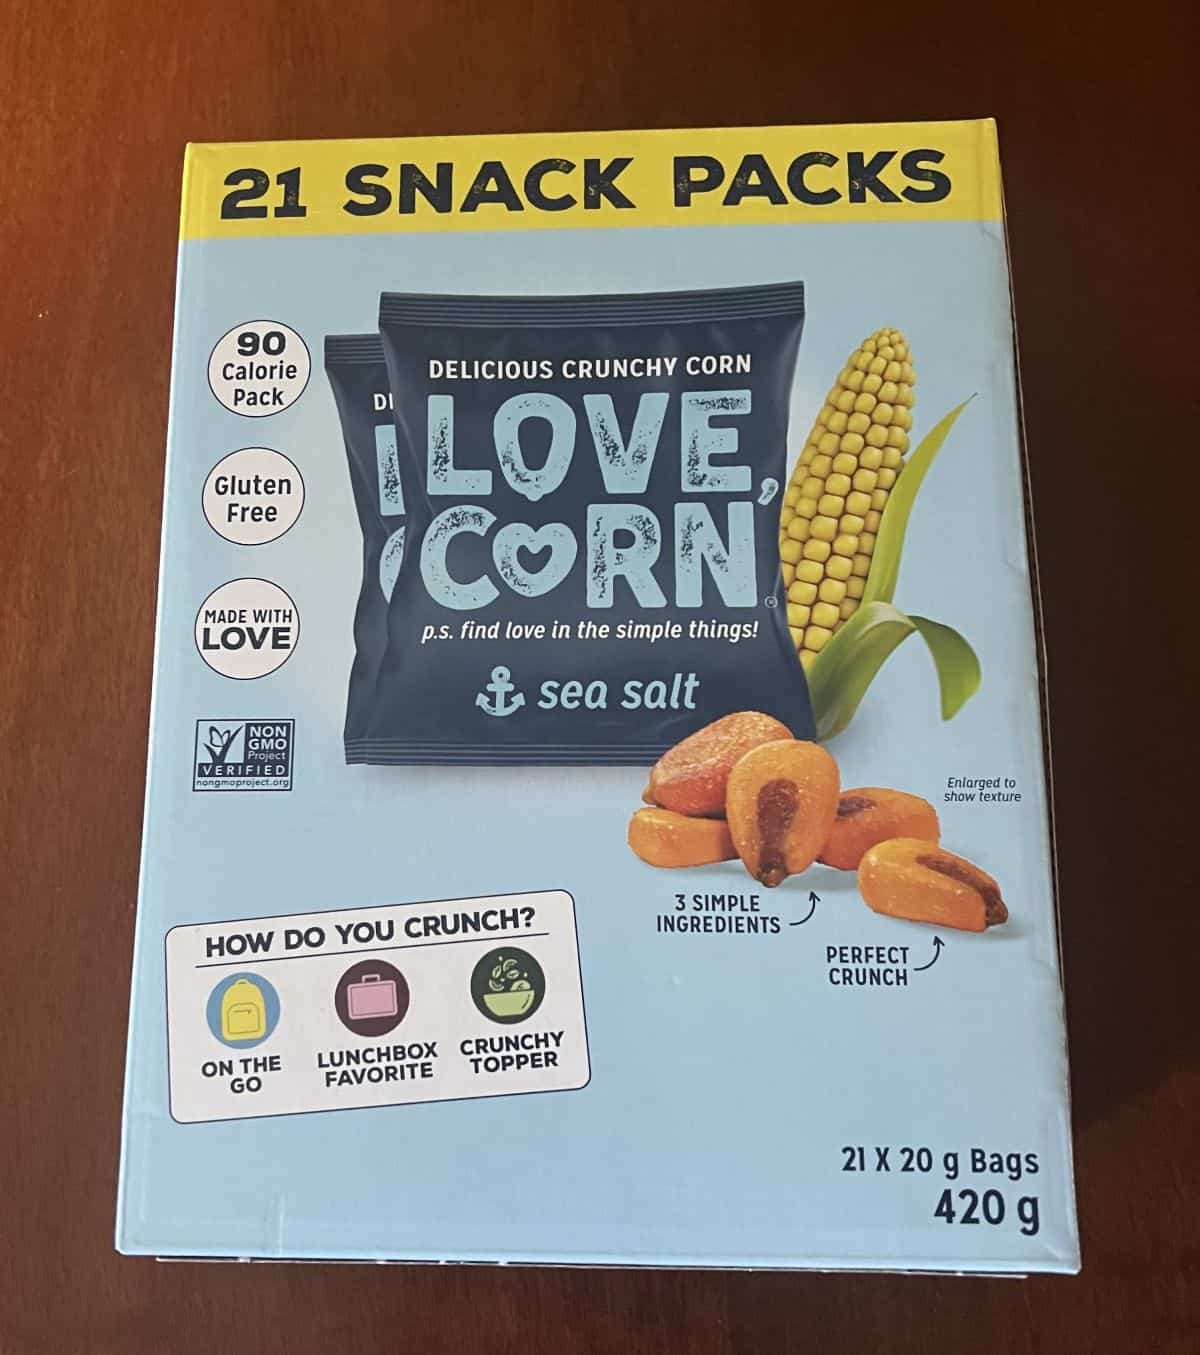 21 SNACK PACKS
90
Calorie
Pack
Gluten
Free
MADE WITH
LOVE
NON
GMO
Project
VERIFIED
nongmoproject.org
DELICIOUS CRUNCHY CORN
LOVE,
CORN®
p.s. find love in the simple things!
sea salt
DI
Enlarged to
show texture
3 SIMPLE
INGREDIENTS
PERFECT
CRUNCH
HOW DO YOU CRUNCH?
ON THE
GO
LUNCHBOX
FAVORITE
CRUNCHY
TOPPER
21 X 20 g Bags
420 g